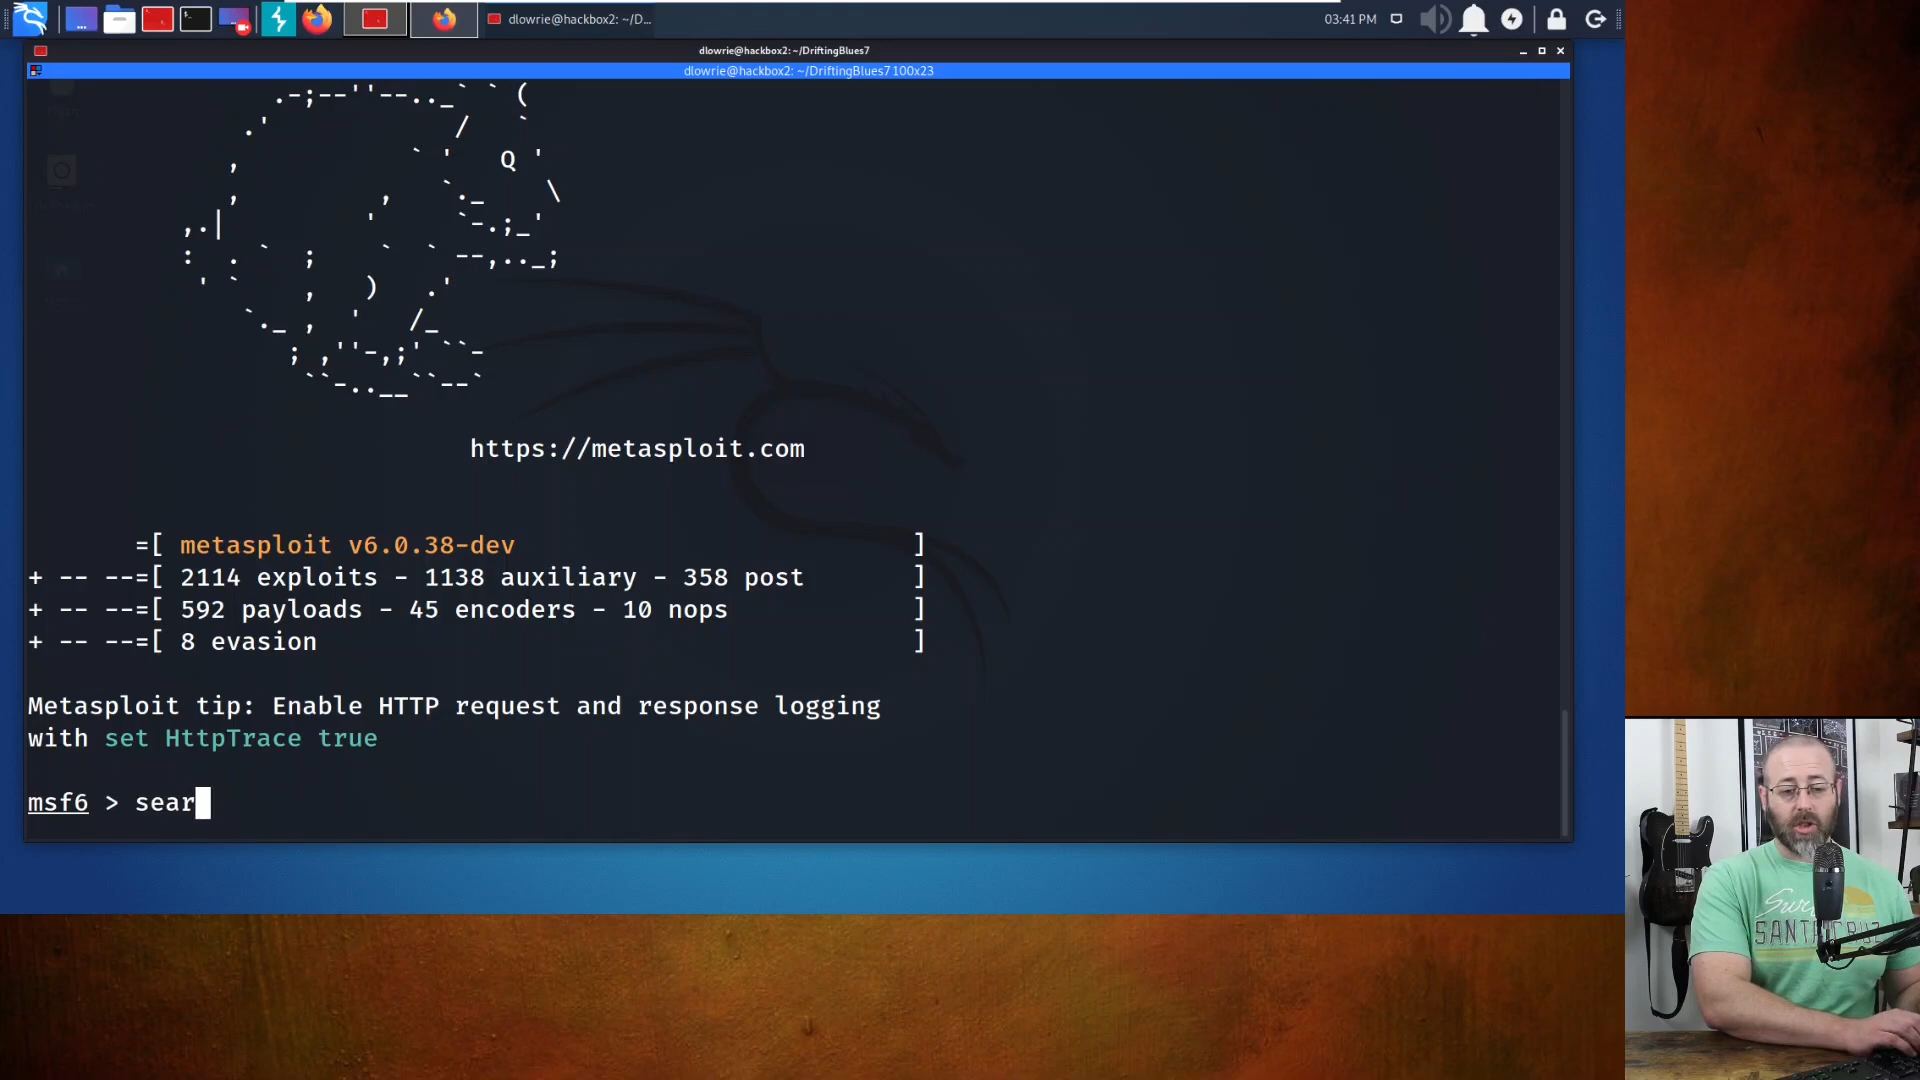 dlowrie@hackbox2: ~/D...
03:41 PM
dlowrie@hackbox2: ~/DriftingBlues7
dlowrie@hackbox2: ~/DriftingBlues7 100x23
https://metasploit.com
=[ metasploit v6.0.38-dev ]
+ -- --=[ 2114 exploits - 1138 auxiliary - 358 post ]
+ -- --=[ 592 payloads - 45 encoders - 10 nops ]
+ -- --=[ 8 evasion ]
Metasploit tip: Enable HTTP request and response logging
with set HttpTrace true
msf6 > sear